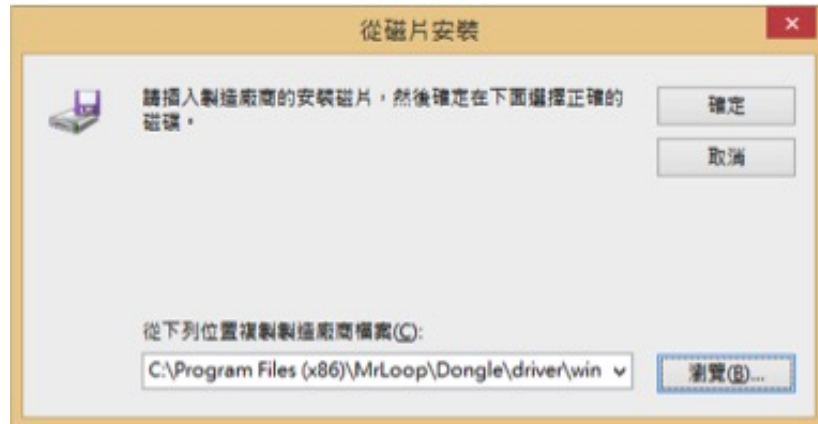 從磁片安裝
請插入製造廠商的安裝磁片，然後確定在下面選擇正確的
磁碟。
確定
取消
從下列位置複製製造廠商檔案(C):
C:\Program Files (x86)\MrLoop\Dongle\driver\win
瀏覽(B)...